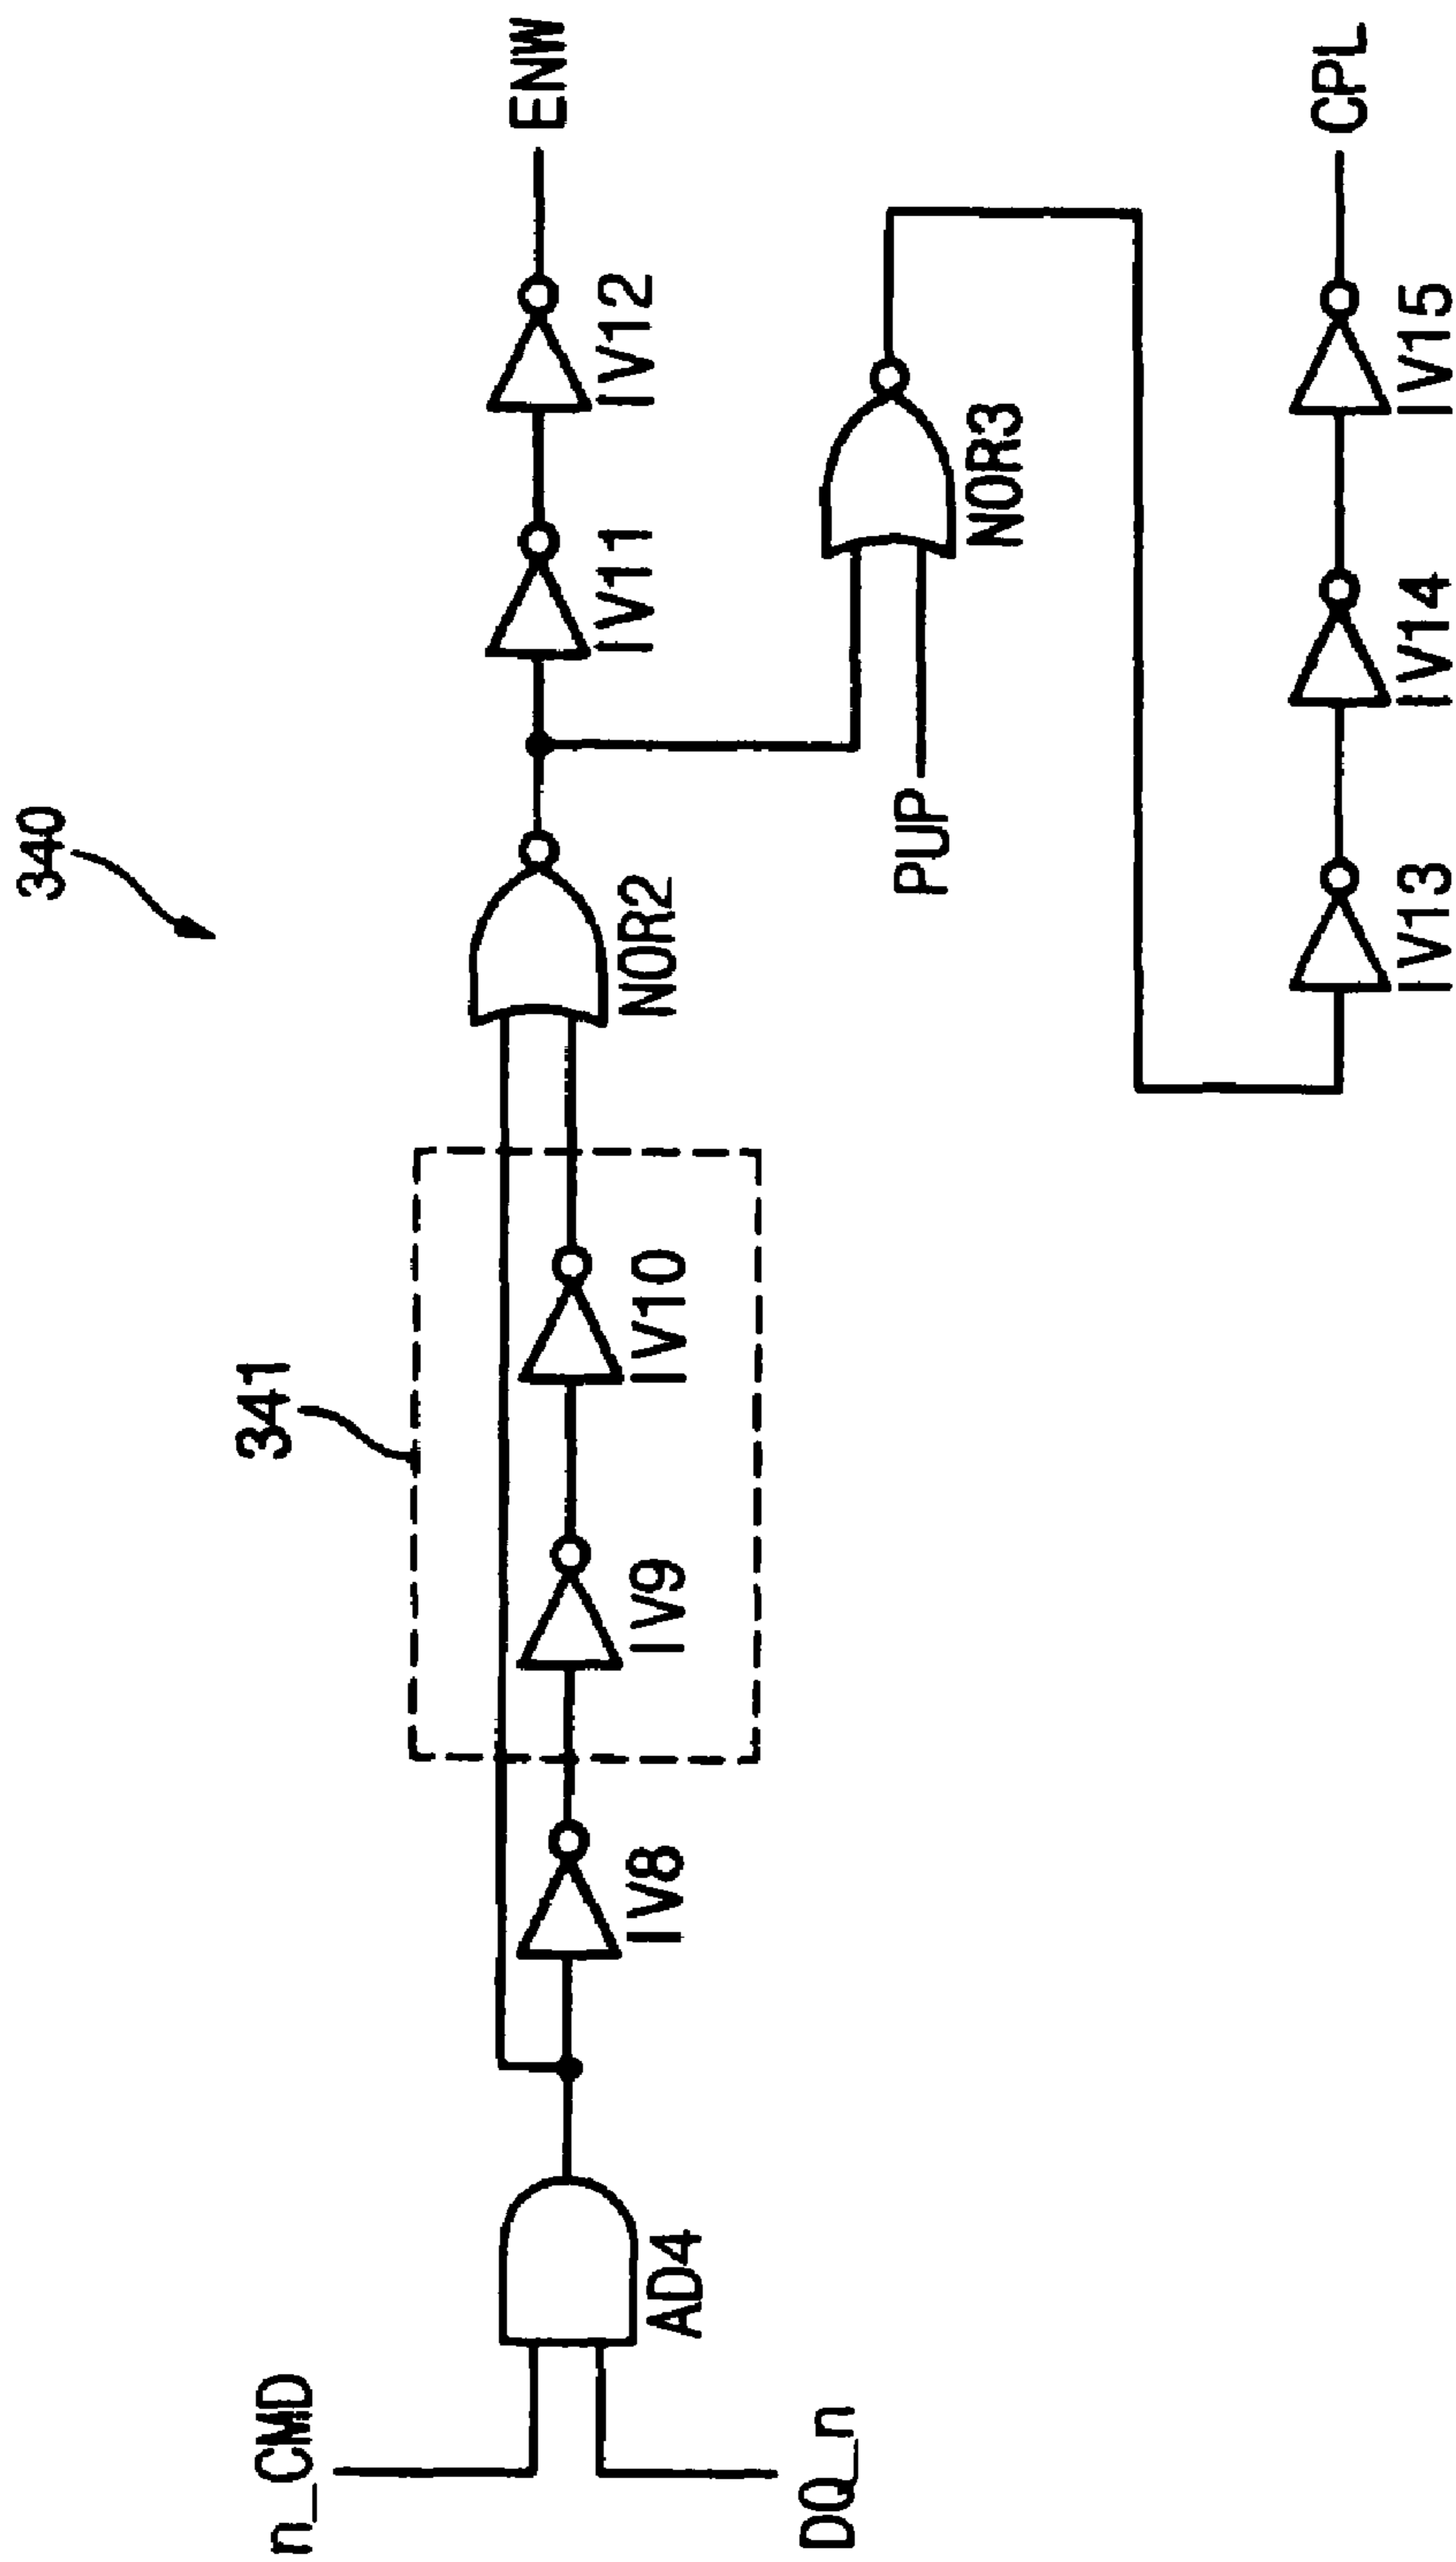 340
341
n_CMD
DQ_n
AD4
IV8
IV9
IV10
NOR2
IV11
IV12
ENW
PUP
NOR3
IV13
IV14
IV15
CPL